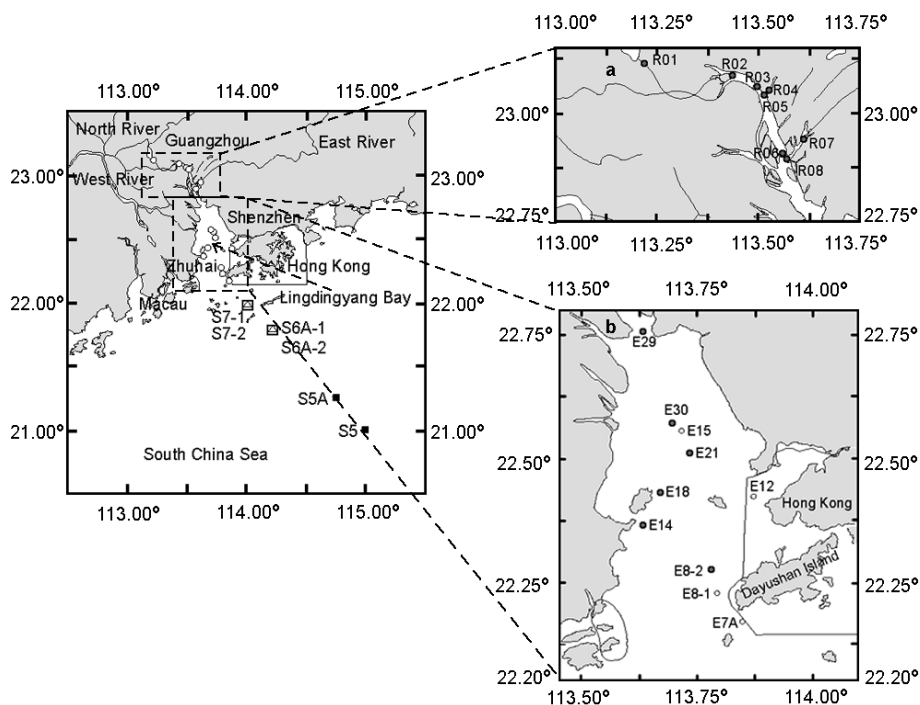 113.00° 114.00° 115.00°
North River
Guangzhou
East River
West River
23.00° 23.00°
Shenzhen
Zhuhai
Hong Kong
Macau
Lingdingyang Bay
22.00° 22.00°
S7-1
S7-2
S6A-1
S6A-2
S5A
S5
21.00° 21.00°
South China Sea
113.00° 114.00° 115.00°
113.00° 113.25° 113.50° 113.75°
a
R01
R02
R03
R04
R05
R06
R07
R08
23.00° 23.00°
22.75° 22.75°
113.00° 113.25° 113.50° 113.75°
113.50° 113.75° 114.00°
22.75° 22.75°
b
E29
E30
E15
E21
22.50° 22.50°
E12
E18
Hong Kong
E14
E8-2
Dayushan Island
22.25° 22.25°
E8-1
E7A
22.20° 22.20°
113.50° 113.75° 114.00°